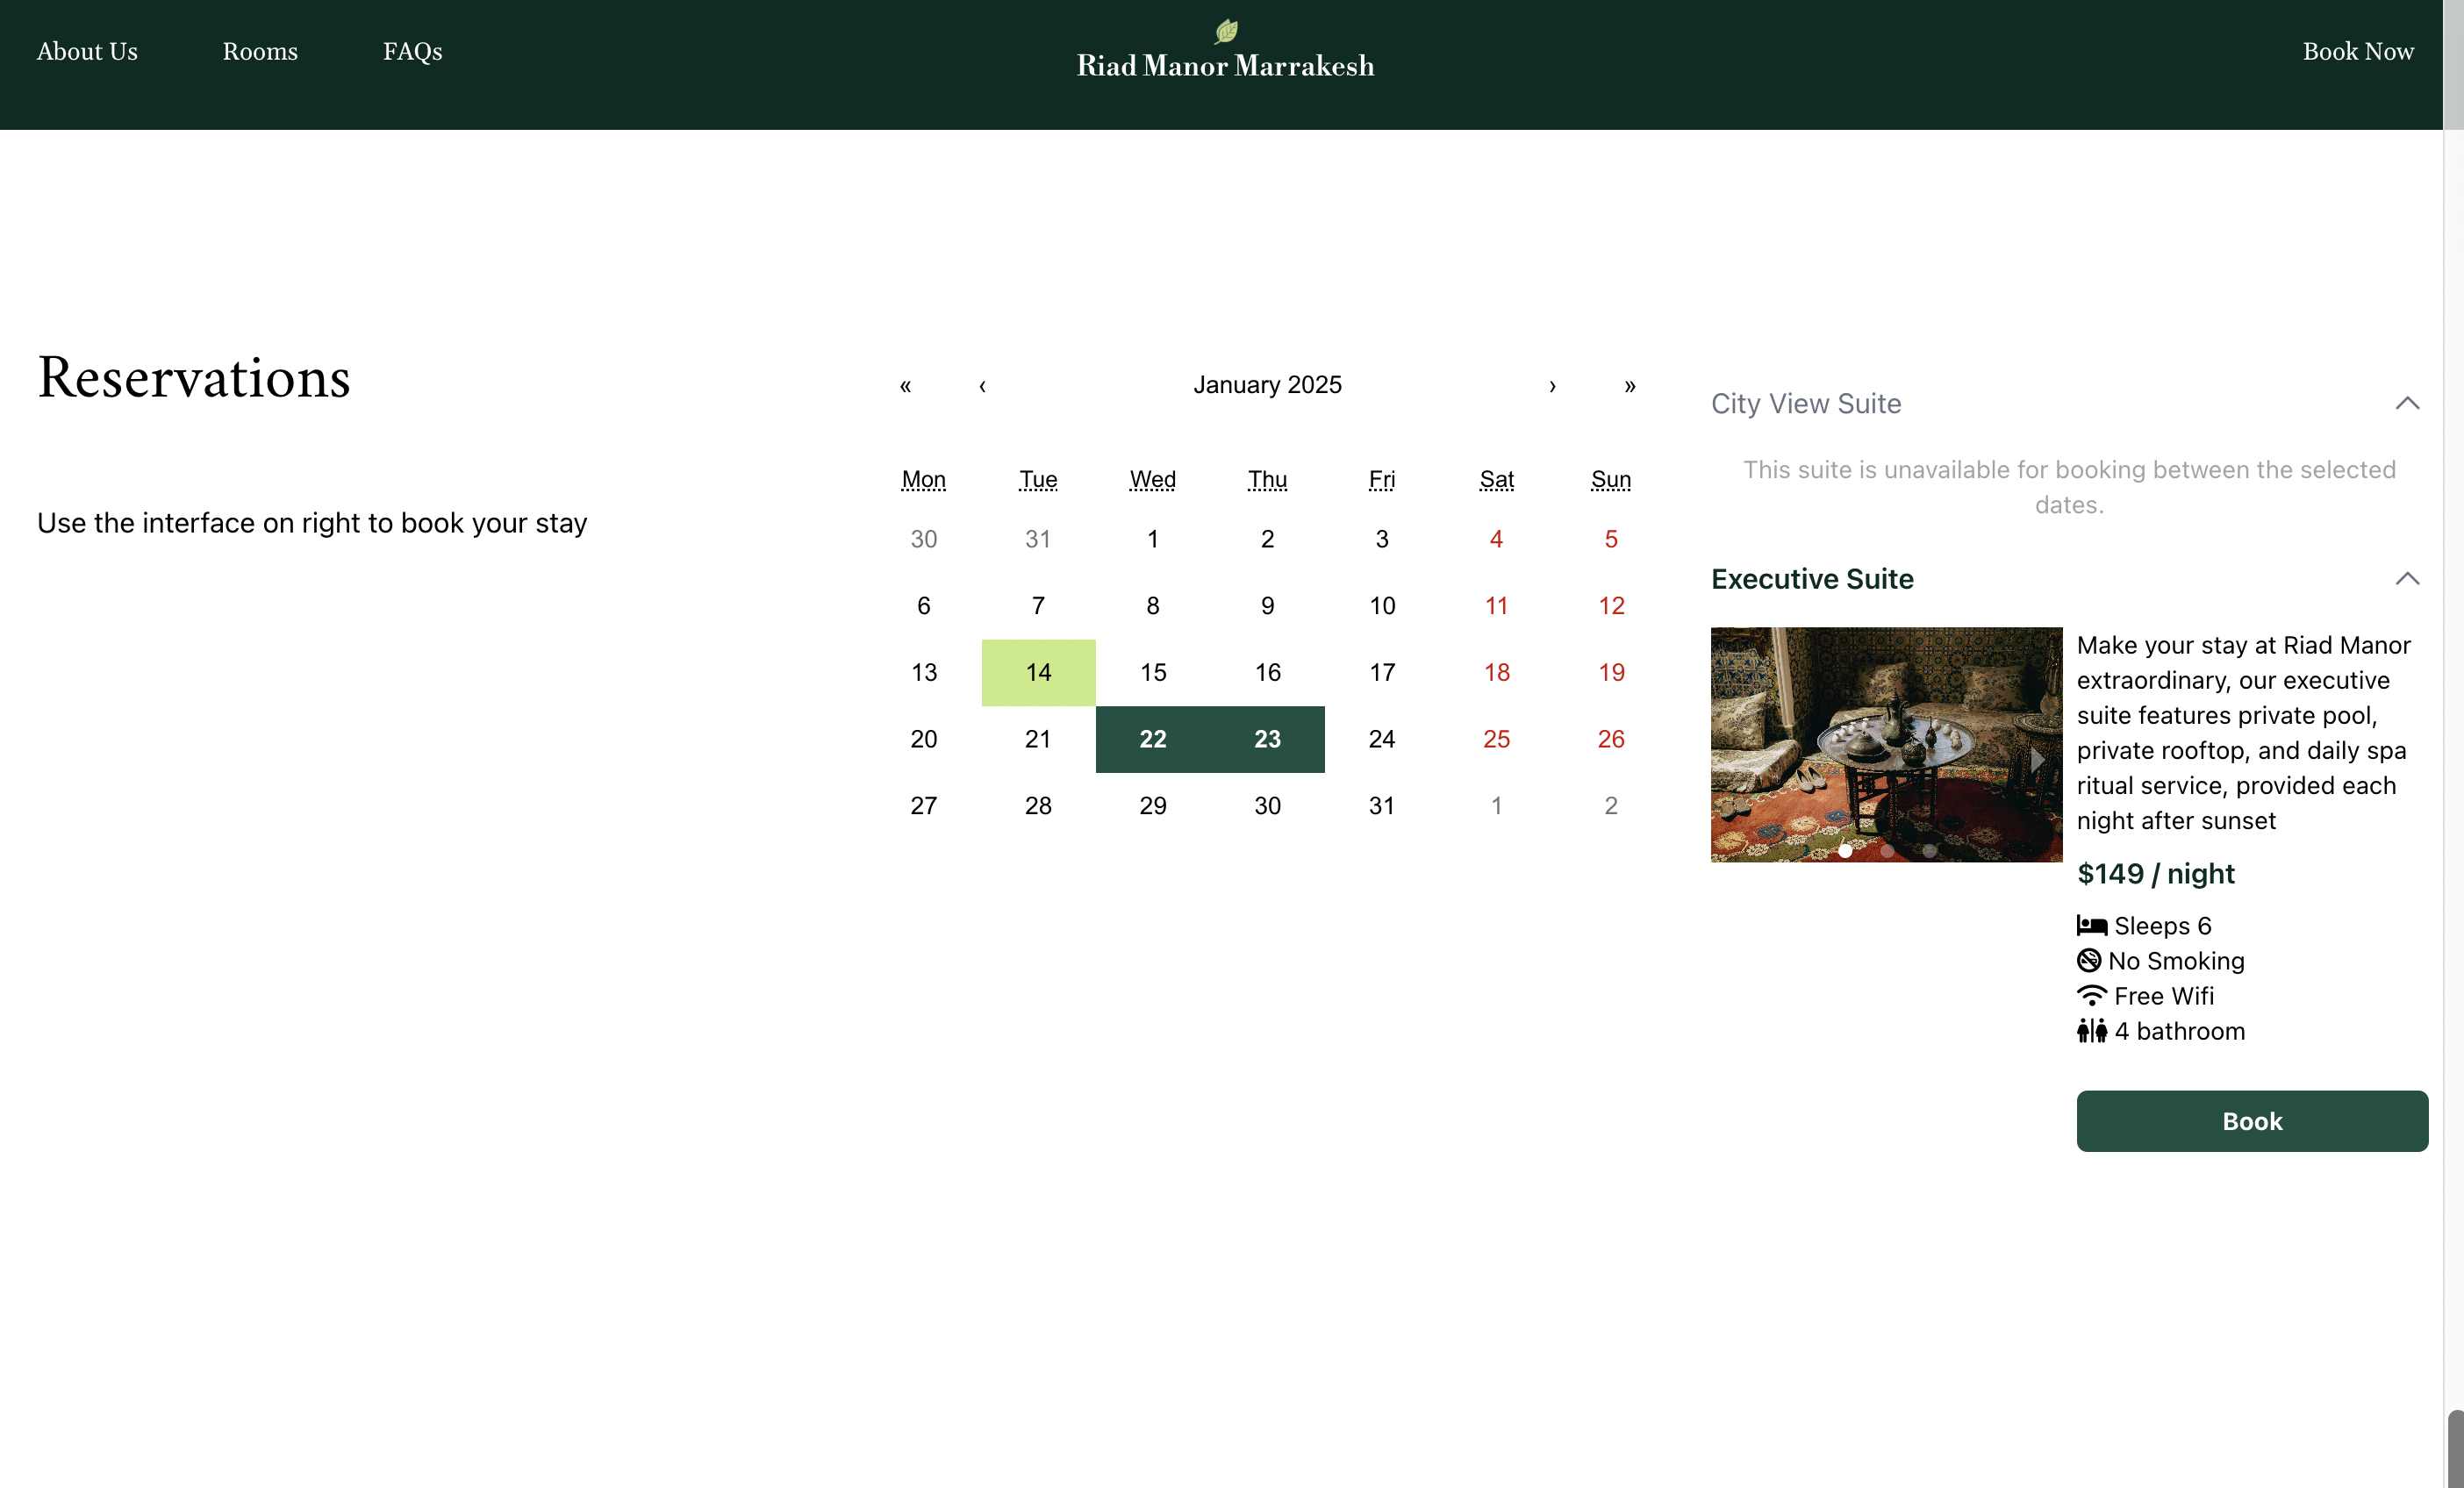 About Us Rooms FAQs Riad Manor Marrakesh Book Now
Reservations
Use the interface on right to book your stay
« ‹ January 2025 › »
Mon Tue Wed Thu Fri Sat Sun
30 31 1 2 3 4 5
6 7 8 9 10 11 12
13 14 15 16 17 18 19
20 21 22 23 24 25 26
27 28 29 30 31 1 2
City View Suite
This suite is unavailable for booking between the selected
dates.
Executive Suite
Make your stay at Riad Manor
extraordinary, our executive
suite features private pool,
private rooftop, and daily spa
ritual service, provided each
night after sunset
$149 / night
Sleeps 6
No Smoking
Free Wifi
4 bathroom
Book